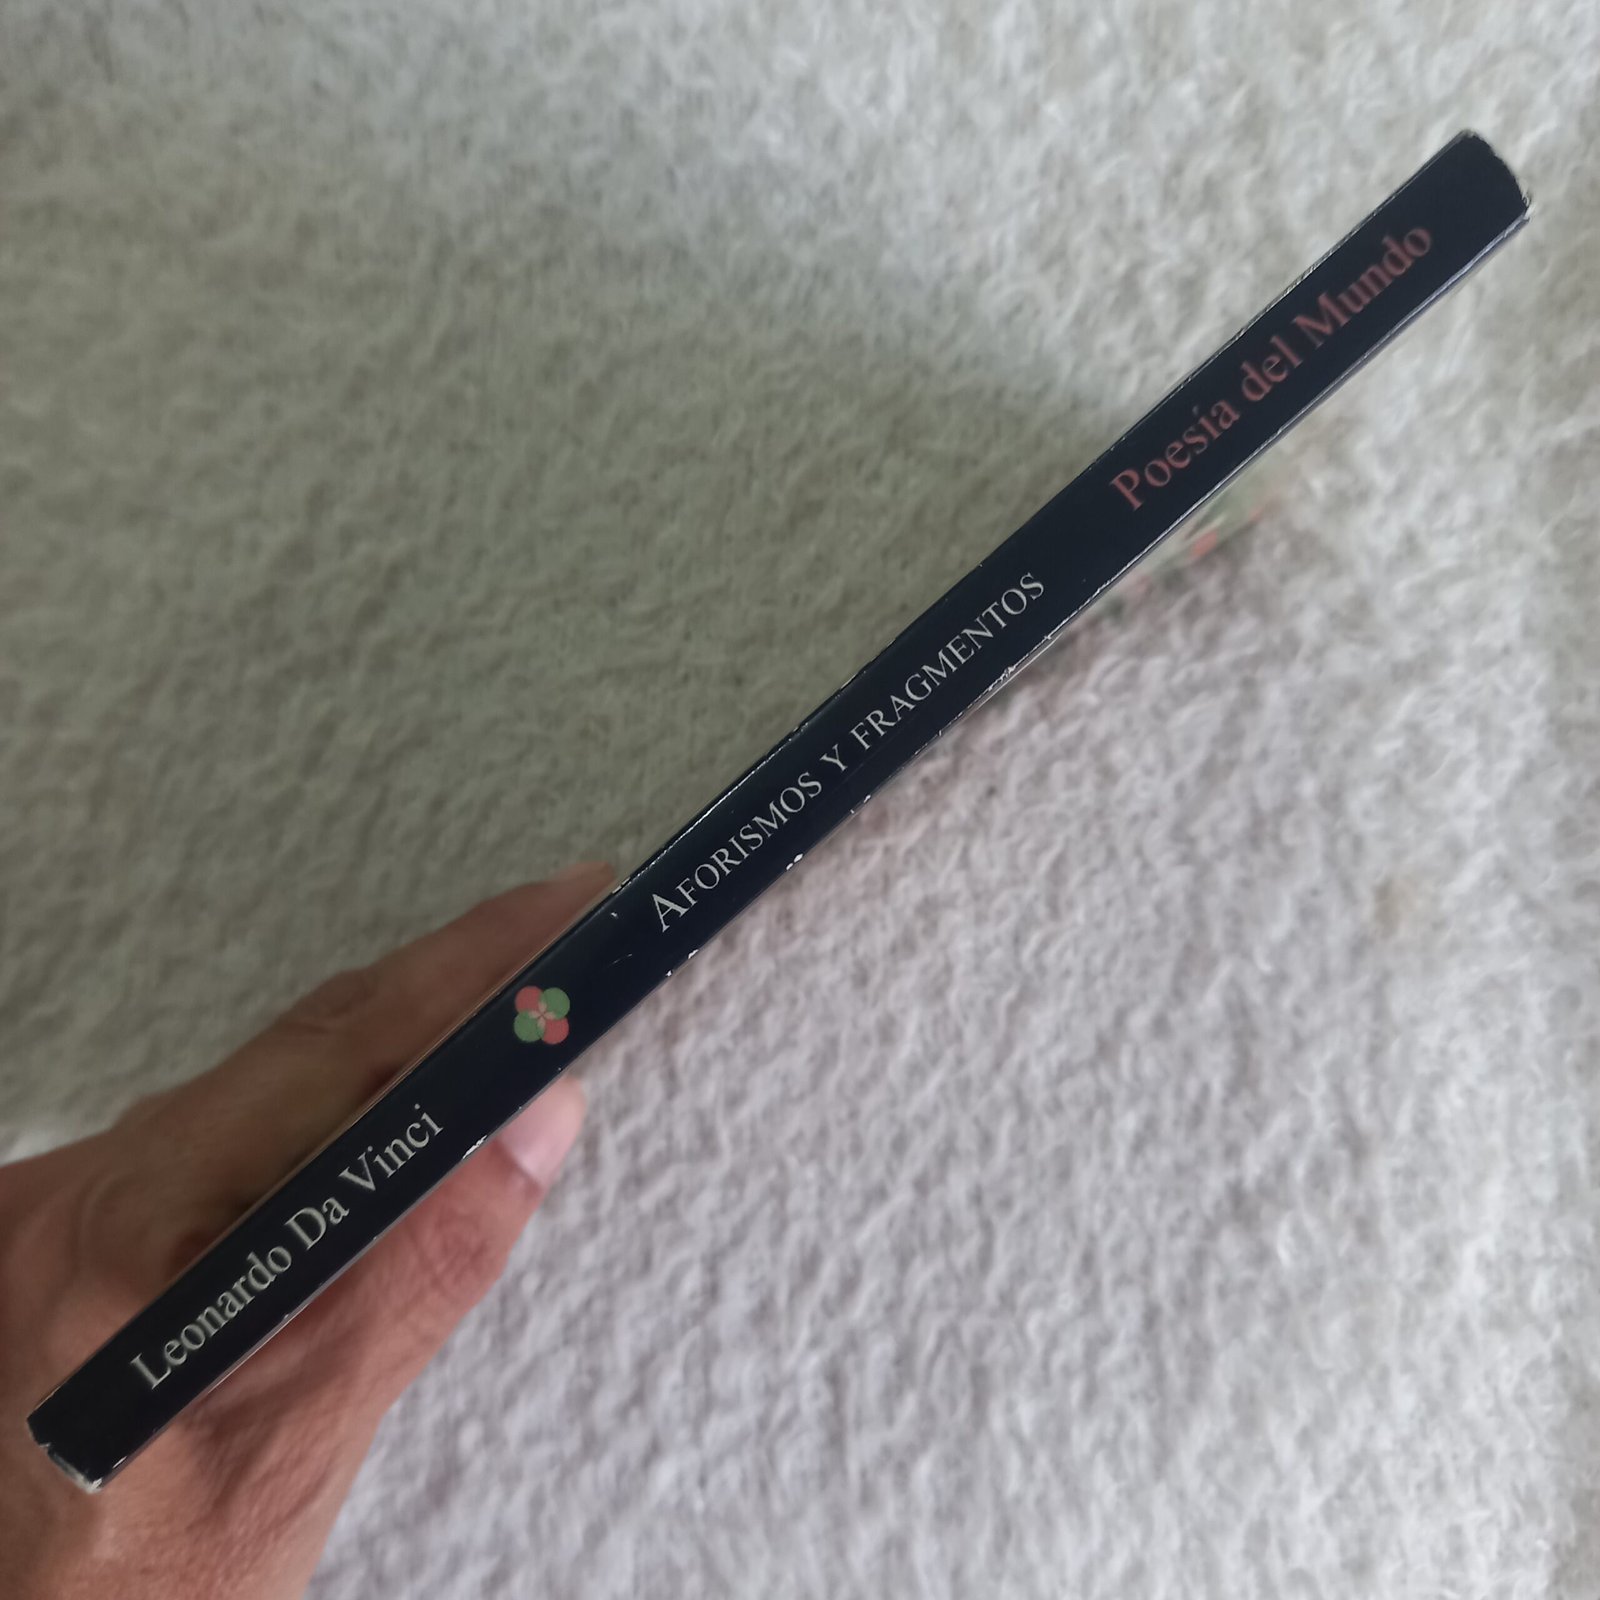 Leonardo Da Vinci
AFORISMOS Y FRAGMENTOS
Poesía del Mundo